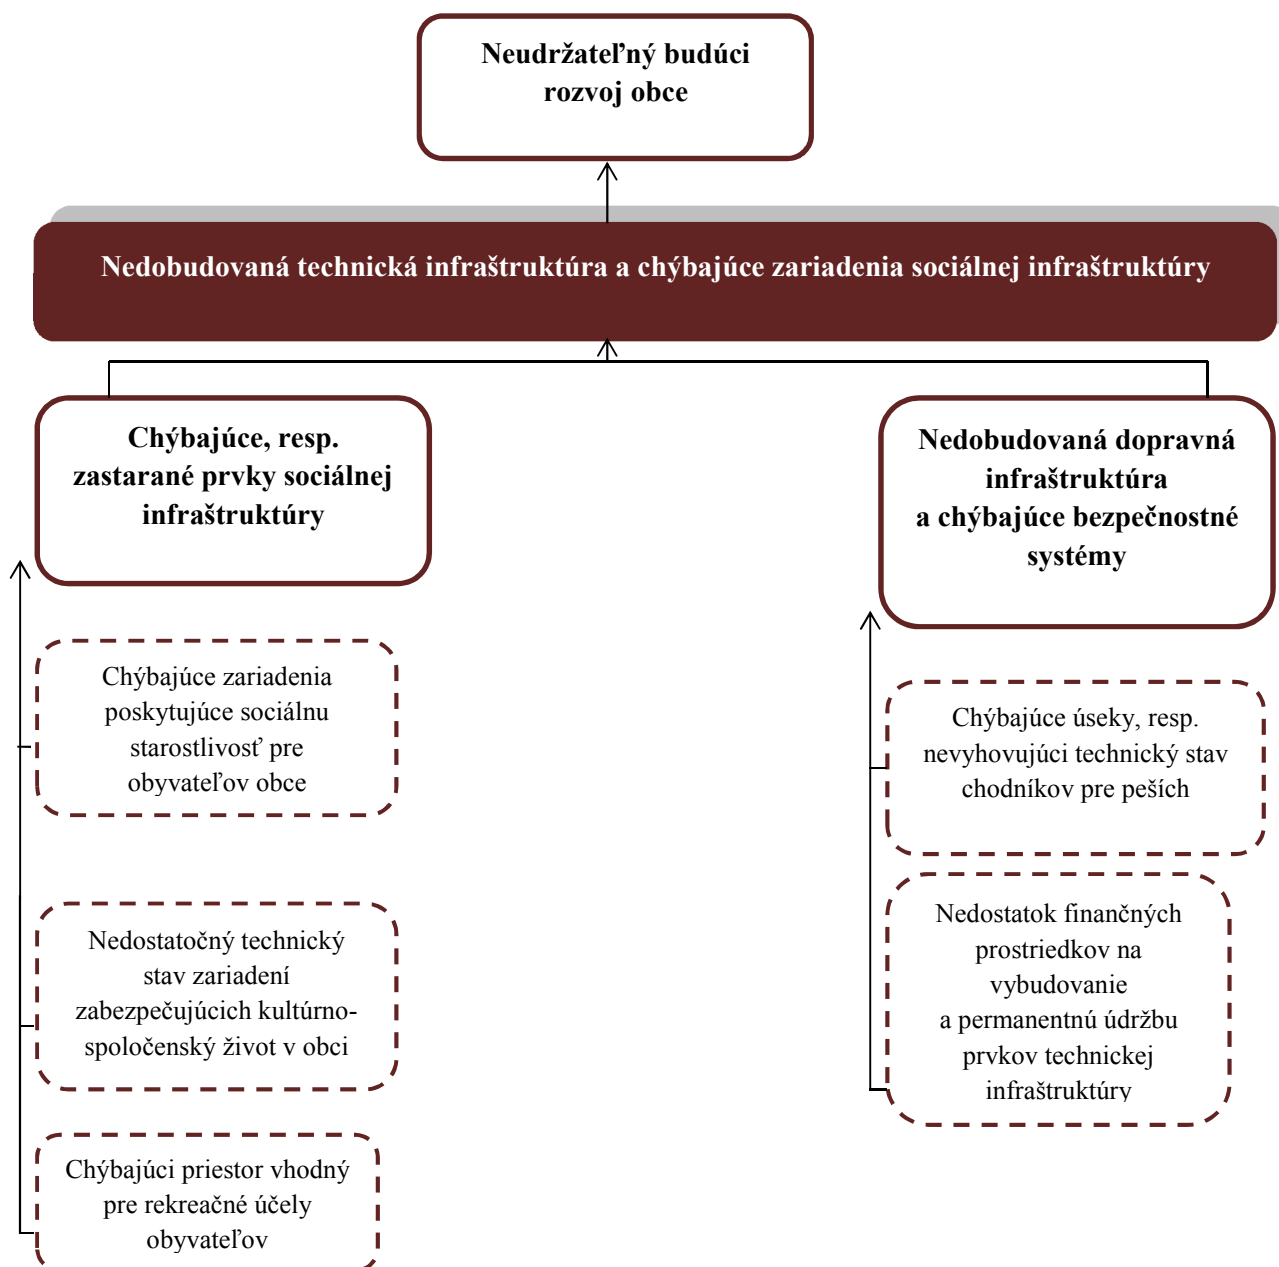 Neudržateľný budúci
rozvoj obce
Nedobudovaná technická infraštruktúra a chýbajúce zariadenia sociálnej infraštruktúry
Chýbajúce, resp.
zastarané prvky sociálnej
infraštruktúry
Chýbajúce zariadenia
poskytujúce sociálnu
starostlivosť pre
obyvateľov obce
Nedostatočný technický
stav zariadení
zabezpečujúcich kultúrno-
spoločenský život v obci
Chýbajúci priestor vhodný
pre rekreačné účely
obyvateľov
Nedobudovaná dopravná
infraštruktúra
a chýbajúce bezpečnostné
systémy
Chýbajúce úseky, resp.
nevyhovujúci technický stav
chodníkov pre peších
Nedostatok finančných
prostriedkov na
vybudovanie
a permanentnú údržbu
prvkov technickej
infraštruktúry